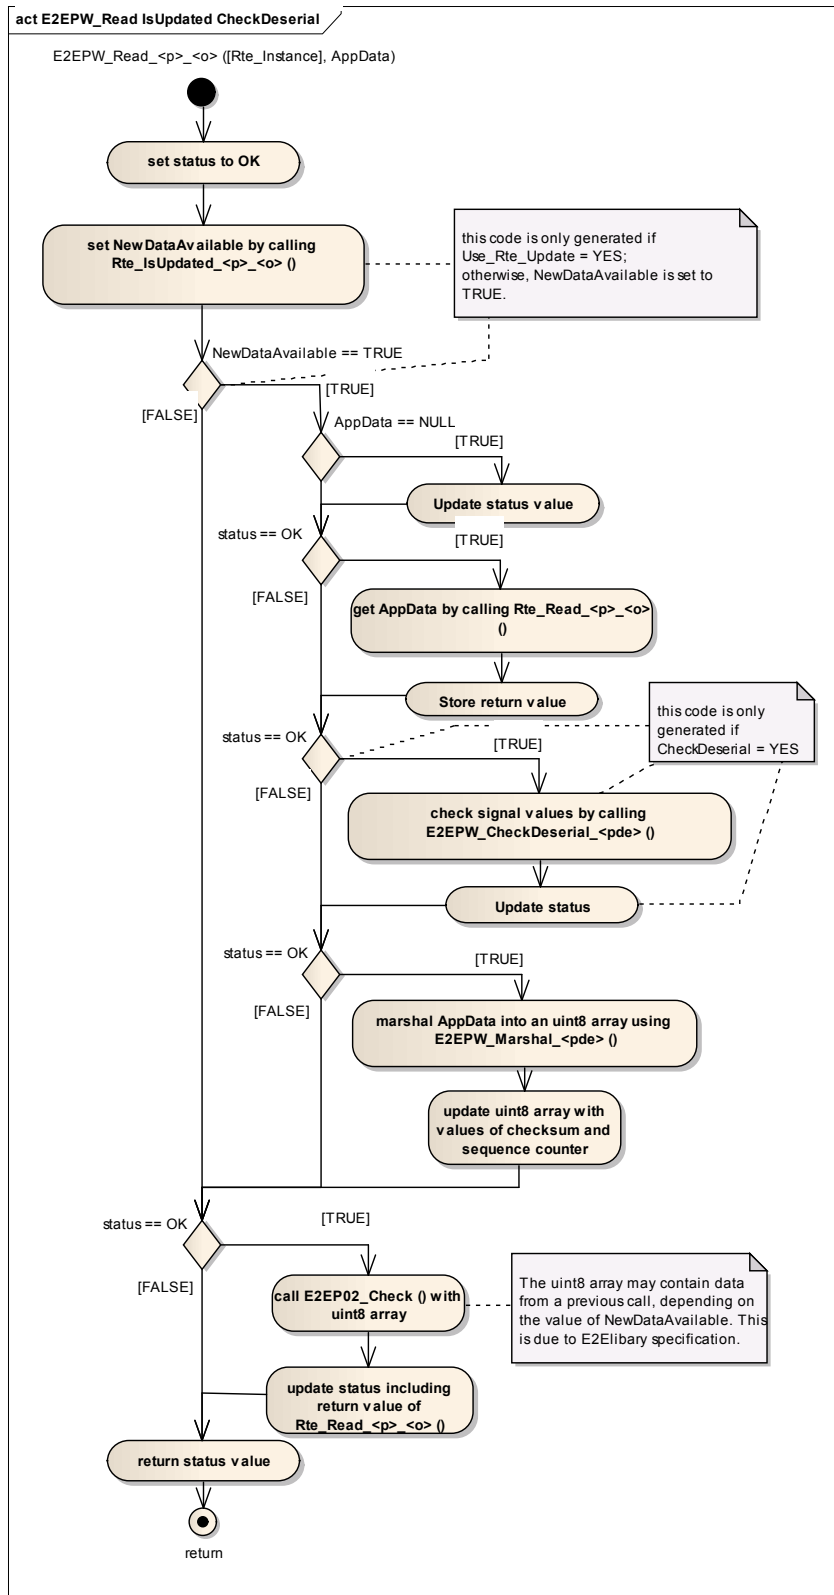 act E2EPW_Read IsUpdated CheckDeserial
E2EPW_Read_<p>_<o> ([Rte_Instance], AppData)
set status to OK
set NewDataAvailable by calling
Rte_IsUpdated_<p>_<o> ()
this code is only generated if
Use_Rte_Update = YES;
otherwise, NewDataAvailable is set to
TRUE.
NewDataAvailable == TRUE
[TRUE]
[FALSE]
AppData == NULL
[TRUE]
Update status value
status == OK
[TRUE]
[FALSE]
get AppData by calling Rte_Read_<p>_<o>
()
Store return value
this code is only
generated if
CheckDeserial = YES
status == OK
[TRUE]
[FALSE]
check signal values by calling
E2EPW_CheckDeserial_<pde> ()
Update status
status == OK
[TRUE]
[FALSE]
marshal AppData into an uint8 array using
E2EPW_Marshal_<pde> ()
update uint8 array with
values of checksum and
sequence counter
status == OK
[TRUE]
[FALSE]
call E2EP02_Check () with
uint8 array
The uint8 array may contain data
from a previous call, depending on
the value of NewDataAvailable. This
is due to E2Elibary specification.
update status including
return value of
Rte_Read_<p>_<o> ()
return status value
return